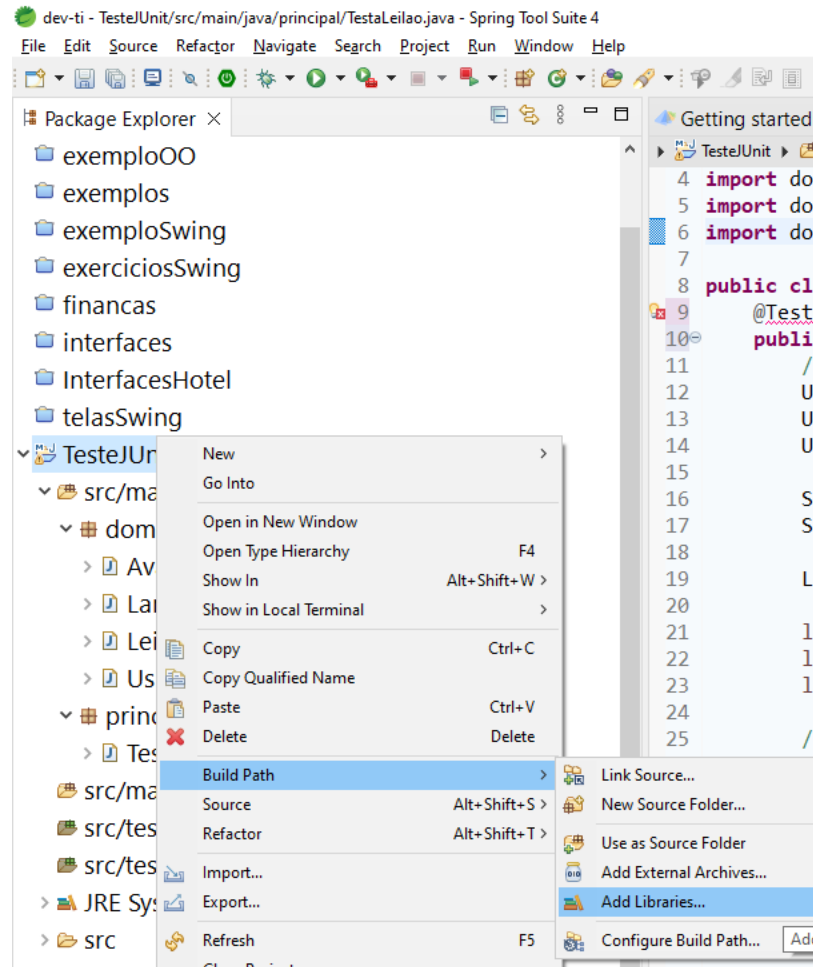 dev-ti - TesteJUnit/src/main/java/principal/TestaLeilao.java - Spring Tool Suite 4
File Edit Source Refactor Navigate Search Project Run Window Help
Package Explorer
exemploOO
exemplos
exemploSwing
exerciciosSwing
financas
interfaces
InterfacesHotel
telasSwing
TesteJUn
src/ma
dom
Av
Lan
Lei
Us
princ
Tes
src/ma
src/tes
src/tes
JRE Sys
src
New
Go Into
Open in New Window
Open Type Hierarchy F4
Show In Alt+Shift+W >
Show in Local Terminal
Copy Ctrl+C
Copy Qualified Name
Paste Ctrl+V
Delete Delete
Build Path
Source Alt+Shift+S >
Refactor Alt+Shift+T >
Import...
Export...
Refresh F5
Link Source...
New Source Folder...
Use as Source Folder
Add External Archives...
Add Libraries...
Configure Build Path...
Add
Getting started
TesteJUnit
4 import do
5 import do
6 import do
7
8 public cl
9 @Test
10 publi
11 /
12 U
13 U
14 U
15
16 S
17 S
18
19 L
20
21 l
22 l
23 l
24
25 /